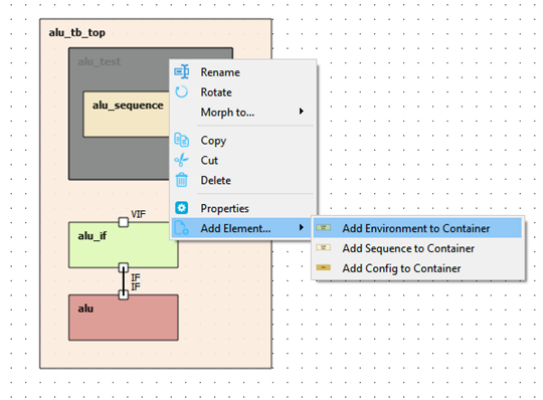 alu_tb_top
alu_test
alu_sequence
Rename
Rotate
Morph to...
Copy
Cut
Delete
Properties
Add Element...
Add Environment to Container
Add Sequence to Container
Add Config to Container
VIF
alu_if
IF
IF
alu